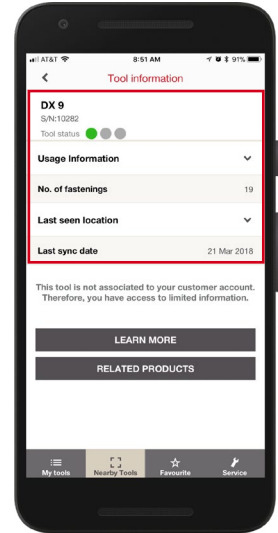 AT&T 8:51 AM 91%
Tool information
DX 9
S/N:10282
Tool status
Usage Information
No. of fastenings 19
Last seen location
Last sync date 21 Mar 2018
This tool is not associated to your customer account.
Therefore, you have access to limited information.
LEARN MORE
RELATED PRODUCTS
My tools Nearby Tools Favourite Service